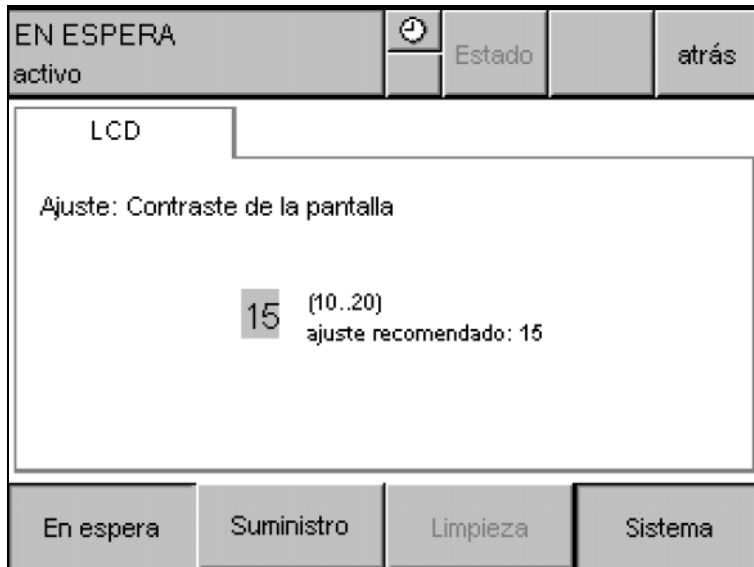 EN ESPERA
activo
Estado
atrás
LCD
Ajuste: Contraste de la pantalla
15
(10..20)
ajuste recomendado: 15
En espera
Suministro
Limpieza
Sistema